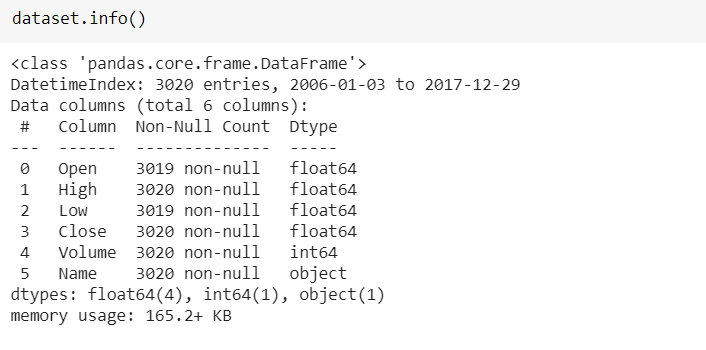 dataset.info()
<class 'pandas.core.frame.DataFrame'>
DatetimeIndex: 3020 entries, 2006-01-03 to 2017-12-29
Data columns (total 6 columns):
 #   Column  Non-Null Count  Dtype
---  ------  --------------  -----
 0   Open    3019 non-null   float64
 1   High    3020 non-null   float64
 2   Low     3019 non-null   float64
 3   Close   3020 non-null   float64
 4   Volume  3020 non-null   int64
 5   Name    3020 non-null   object
dtypes: float64(4), int64(1), object(1)
memory usage: 165.2+ KB